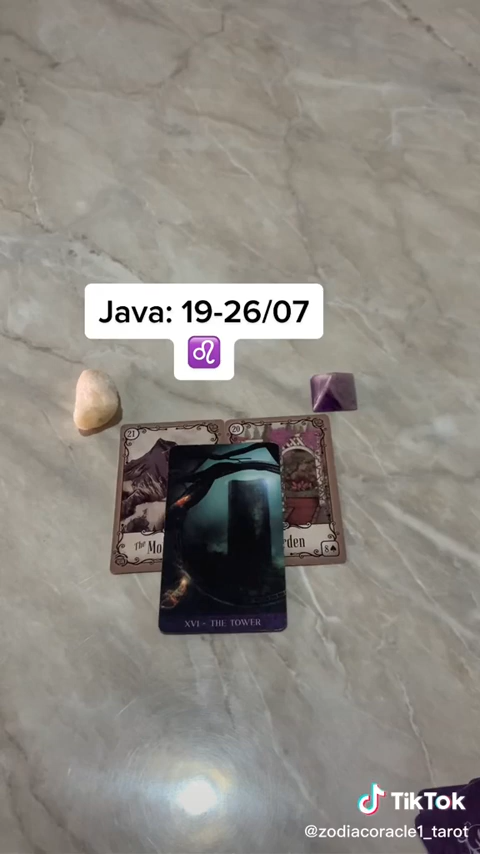 Java: 19-26/07
♌
21
20
The Mo
rden
8♠
XVI - THE TOWER
TikTok
@zodiacoracle1_tarot